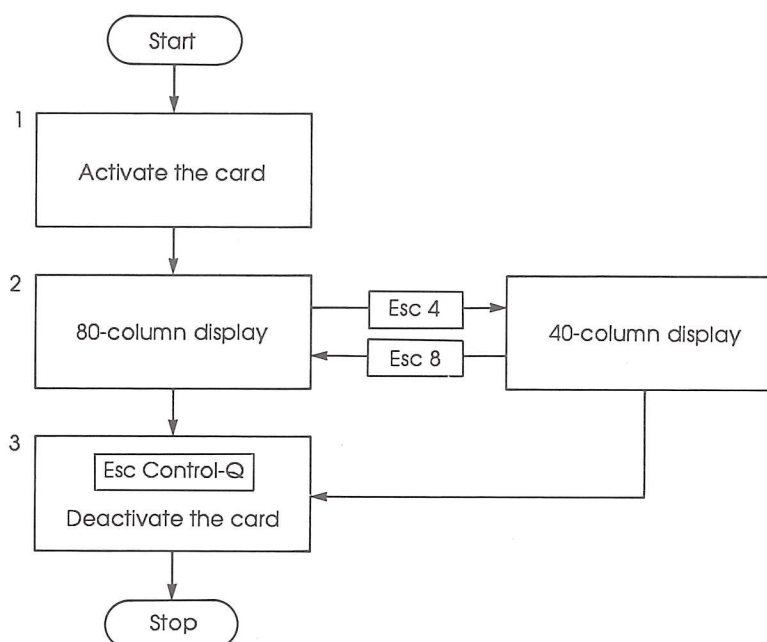 Start
1
Activate the card
2
80-column display
Esc 4
Esc 8
40-column display
3
Esc Control-Q
Deactivate the card
Stop